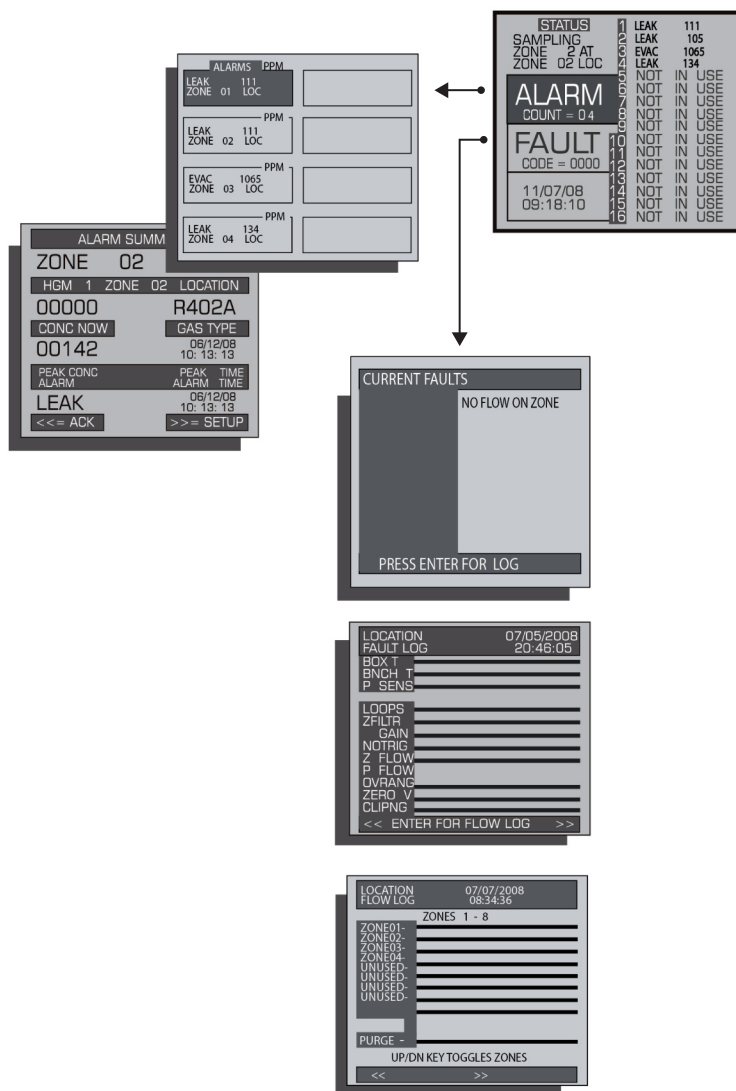 STATUS
SAMPLING
ZONE 2 AT
ZONE 02 LOC
ALARM
COUNT = 04
FAULT
CODE = 0000
11/07/08
09:18:10
1 LEAK 111
2 LEAK 105
3 EVAC 1065
4 LEAK 134
5 NOT IN USE
6 NOT IN USE
7 NOT IN USE
8 NOT IN USE
9 NOT IN USE
10 NOT IN USE
11 NOT IN USE
12 NOT IN USE
13 NOT IN USE
14 NOT IN USE
15 NOT IN USE
16 NOT IN USE
ALARMS PPM
LEAK 111
ZONE 01 LOC
PPM
LEAK 111
ZONE 02 LOC
PPM
EVAC 1065
ZONE 03 LOC
PPM
LEAK 134
ZONE 04 LOC
ALARM SUMM
ZONE 02
HGM 1 ZONE 02 LOCATION
00000 R402A
CONC NOW GAS TYPE
00142 06/12/08
10: 13: 13
PEAK CONC PEAK TIME
ALARM ALARM TIME
LEAK 06/12/08
10: 13: 13
<<= ACK >>= SETUP
CURRENT FAULTS
NO FLOW ON ZONE
PRESS ENTER FOR LOG
LOCATION 07/05/2008
FAULT LOG 20:46:05
BOX T
BNCH T
P SENS
LOOPS
ZFILTR
GAIN
NOTRIG
Z FLOW
P FLOW
OVRANG
ZERO V
CLIPNG
<< ENTER FOR FLOW LOG >>
LOCATION 07/07/2008
FLOW LOG 08:34:36
ZONES 1 - 8
ZONE01-
ZONE02-
ZONE03-
ZONE04-
UNUSED-
UNUSED-
UNUSED-
UNUSED-
PURGE -
UP/DN KEY TOGGLES ZONES
<< >>